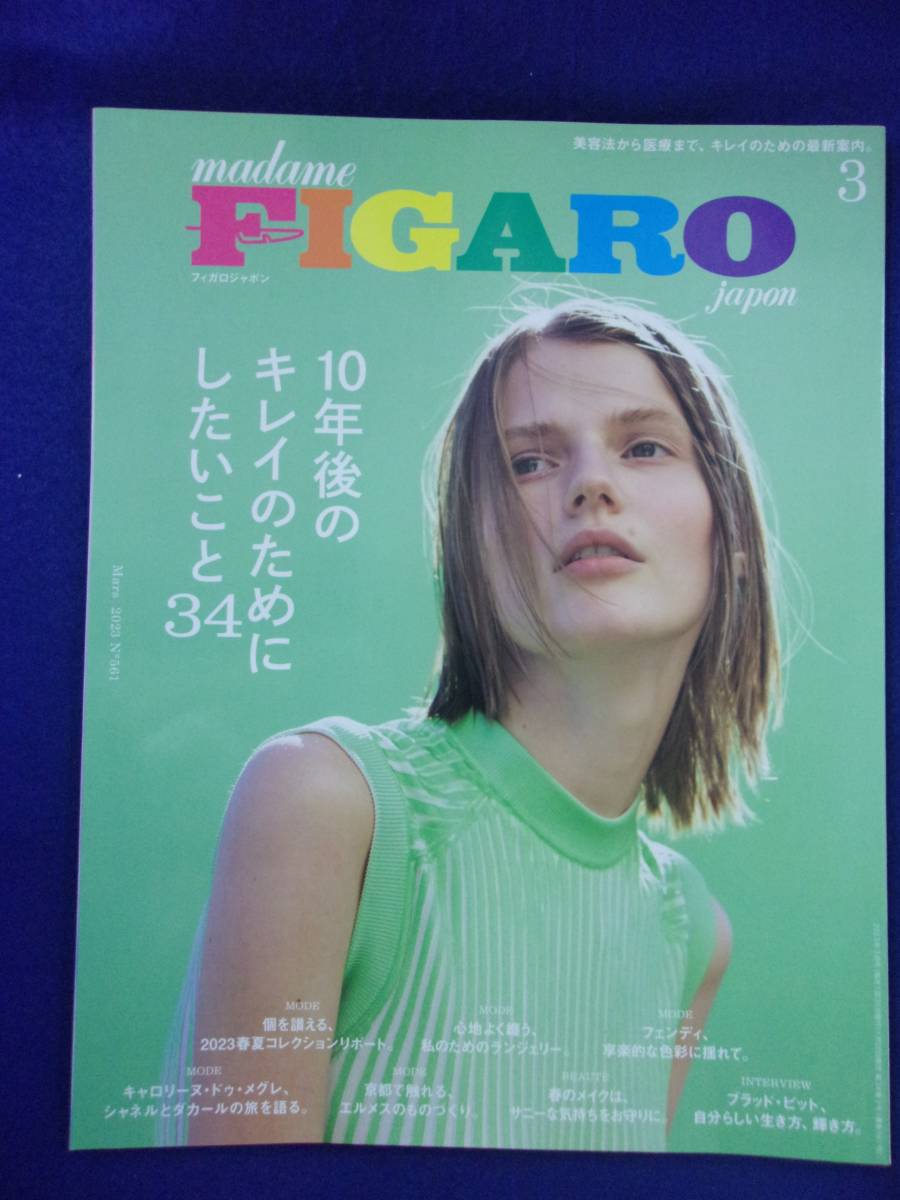 美容法から医療まで、キレイのための最新案内。
3
madame
FIGARO
japon
フィガロジャポン
10年後の
キレイのために
したいこと
34
Mars 2023 N°561
MODE
個を讃える、
2023春夏コレクションリポート。
MODE
心地よく纏う、
私のためのランジェリー。
MODE
フェンディ、
享楽的な色彩に揺れて。
MODE
キャロリーヌ・ドゥ・メグレ、
シャネルとダカールの旅を語る。
MODE
京都で触れる、
エルメスのものづくり。
BEAUTÉ
春のメイクは、
サニーな気持ちをお守りに。
INTERVIEW
ブラッド・ピット、
自分らしい生き方、輝き方。